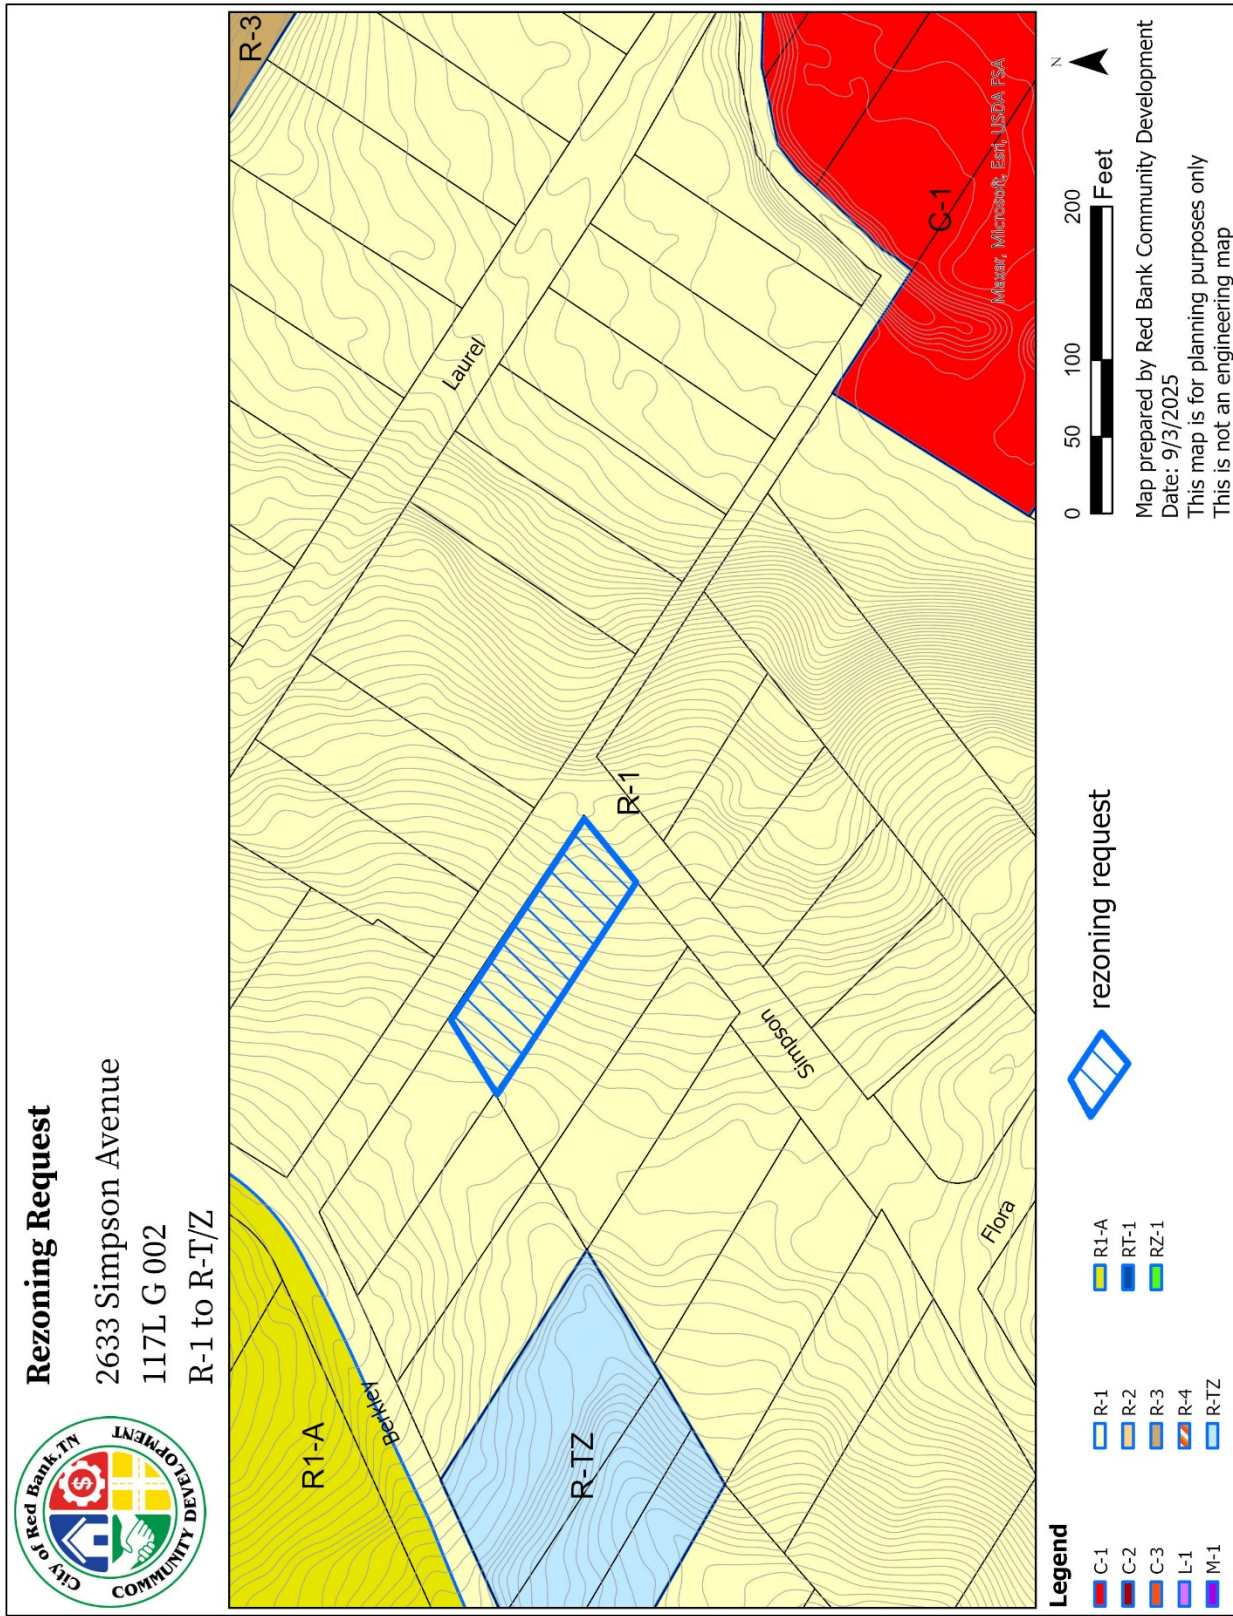 City of Red Bank, TN
COMMUNITY DEVELOPMENT
Rezoning Request
2633 Simpson Avenue
117L G 002
R-1 to R-T/Z
R-3
R1-A
Laurel
Berkley
R-1
R-TZ
Simpson
C-1
Flora
Maxar, Microsoft, Esri, USDA FSA
Legend
C-1
C-2
C-3
L-1
M-1
R-1
R-2
R-3
R-4
R-TZ
R1-A
RT-1
RZ-1
rezoning request
0 50 100 200
Feet
N
Map prepared by Red Bank Community Development
Date: 9/3/2025
This map is for planning purposes only
This is not an engineering map